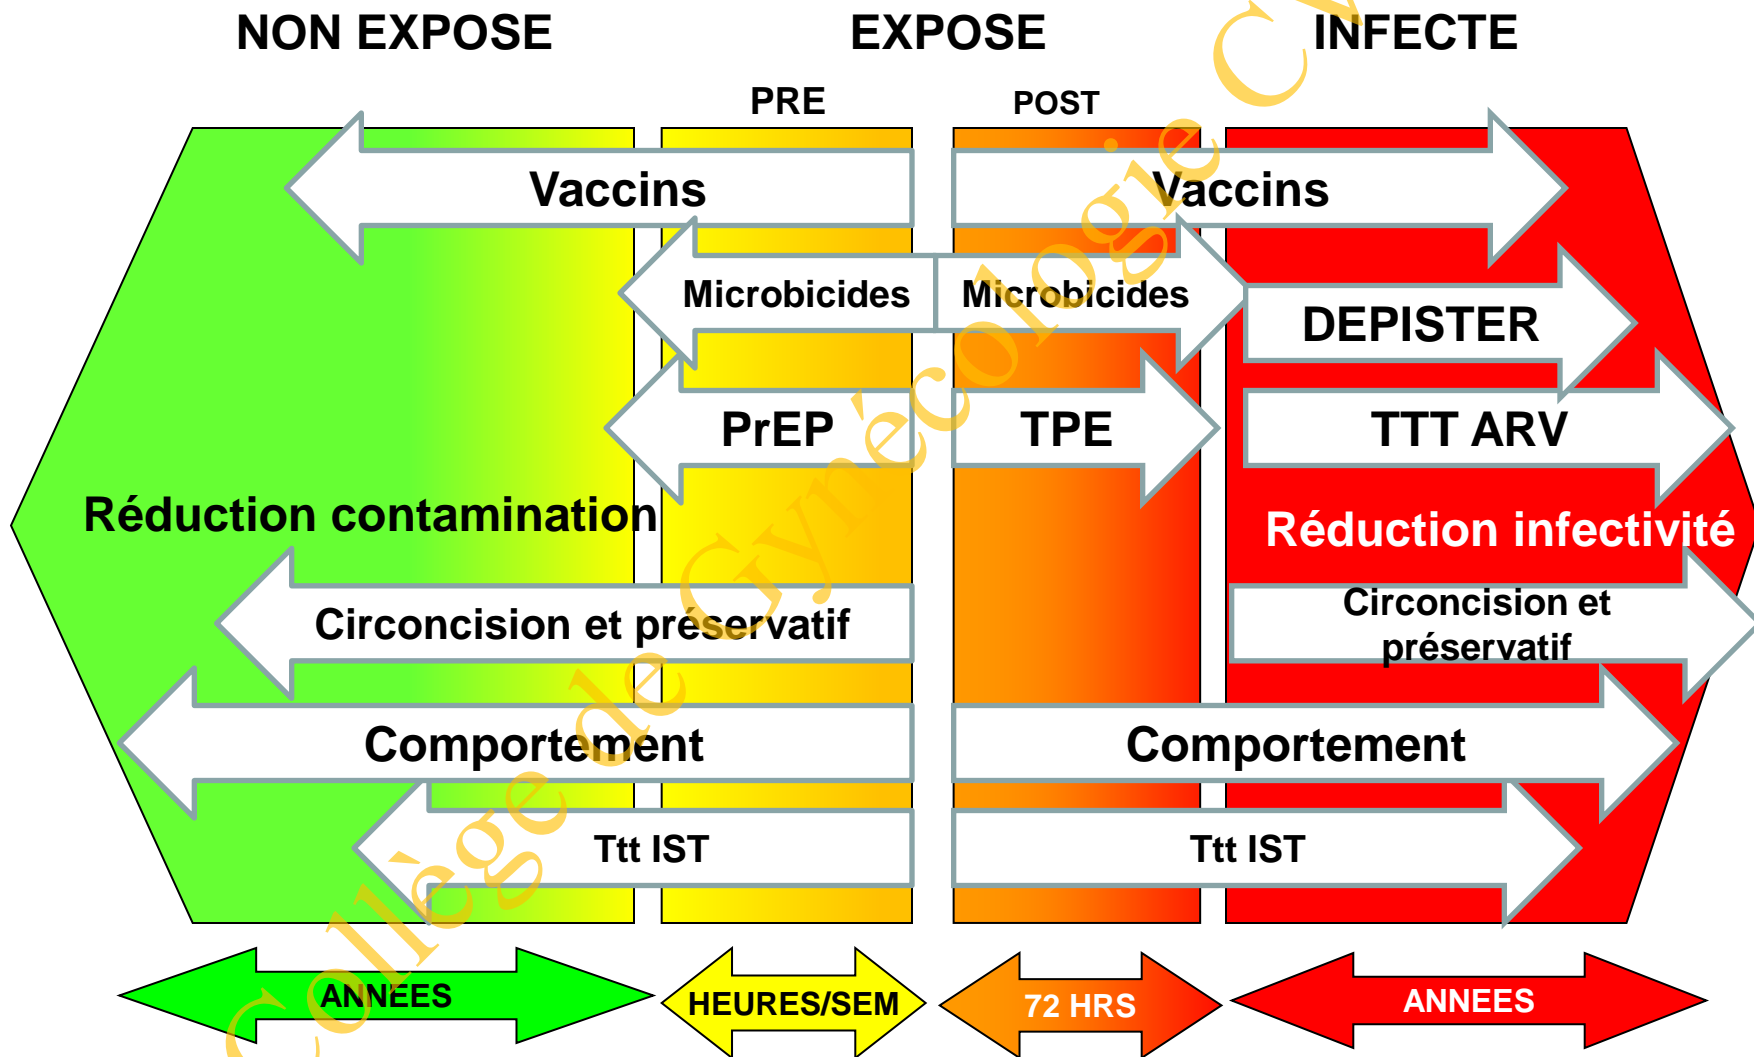 NON EXPOSE
EXPOSE
INFECTE
PRE
POST
Vaccins
Vaccins
Microbicides
Microbicides
DEPISTER
PrEP
TPE
TTT ARV
Réduction contamination
Réduction infectivité
Circoncision et préservatif
Circoncision et
préservatif
Comportement
Comportement
Ttt IST
Ttt IST
ANNEES
HEURES/SEM
72 HRS
ANNEES
Collège de Gynécologie